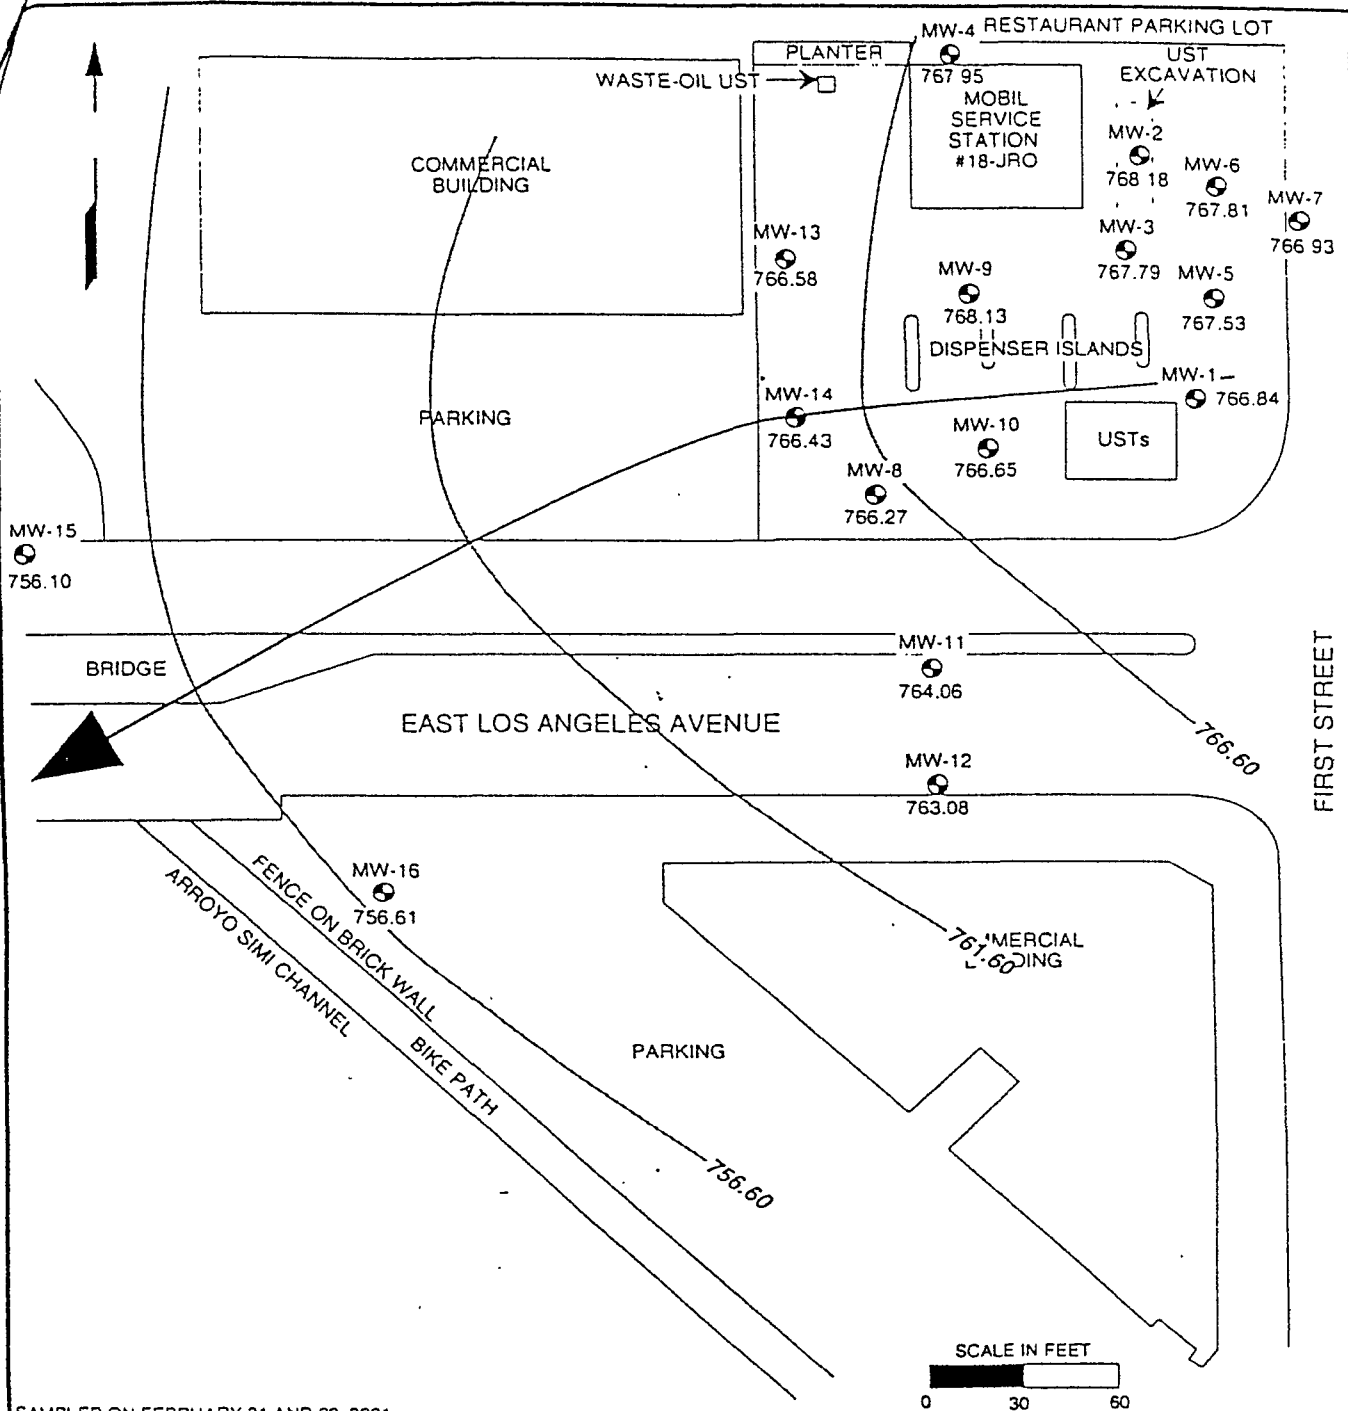 MW-4
RESTAURANT PARKING LOT
PLANTER
UST
EXCAVATION
WASTE-OIL UST
767 95
MOBIL
SERVICE
STATION
#18-JRO
MW-2
768 18
COMMERCIAL
BUILDING
MW-6
767.81
MW-7
766 93
MW-13
766.58
MW-3
767.79
MW-9
768.13
MW-5
767.53
DISPENSER ISLANDS
MW-1
766.84
MW-14
766.43
PARKING
MW-10
766.65
USTs
MW-8
766.27
MW-15
756.10
BRIDGE
MW-11
764.06
EAST LOS ANGELES AVENUE
FIRST STREET
766.60
MW-12
763.08
MW-16
756.61
FENCE ON BRICK WALL
ARROYO SIMI CHANNEL
BIKE PATH
761.60
PARKING
756.60
SCALE IN FEET
0 30 60